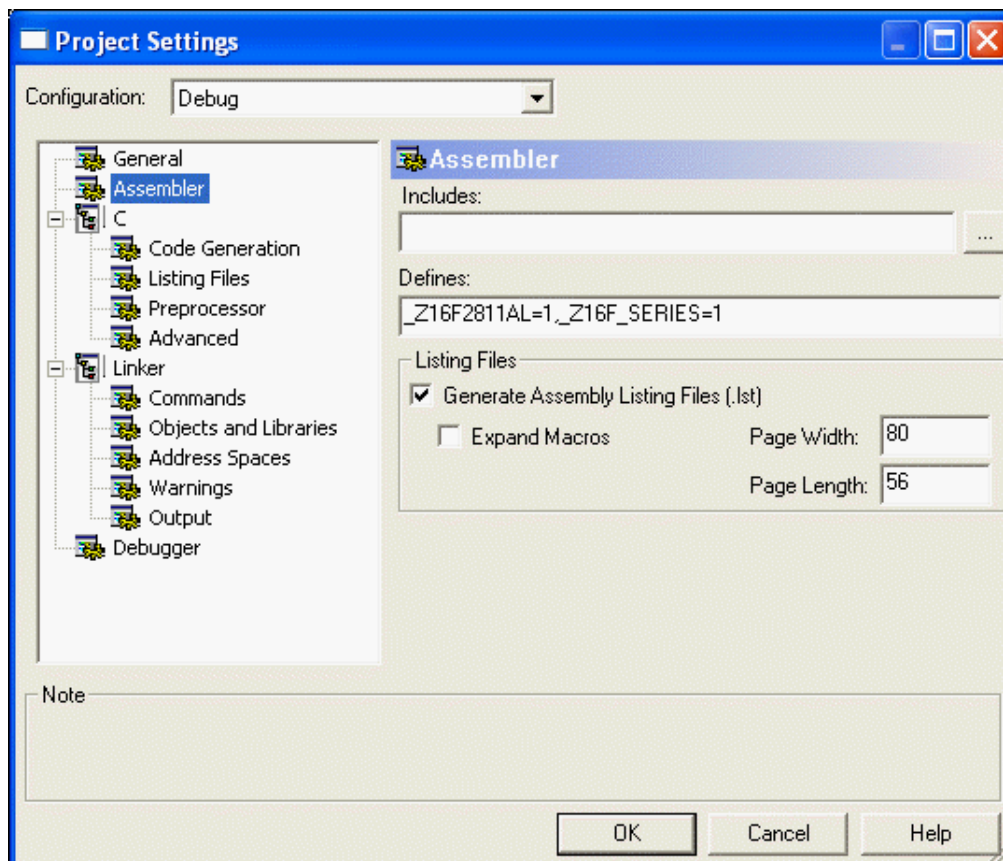 Project Settings
Configuration: Debug
General
Assembler
C
Code Generation
Listing Files
Preprocessor
Advanced
Linker
Commands
Objects and Libraries
Address Spaces
Warnings
Output
Debugger
Assembler
Includes:
...
Defines:
_Z16F2811AL=1,_Z16F_SERIES=1
Listing Files
Generate Assembly Listing Files (.lst)
Expand Macros
Page Width: 80
Page Length: 56
Note
OK Cancel Help